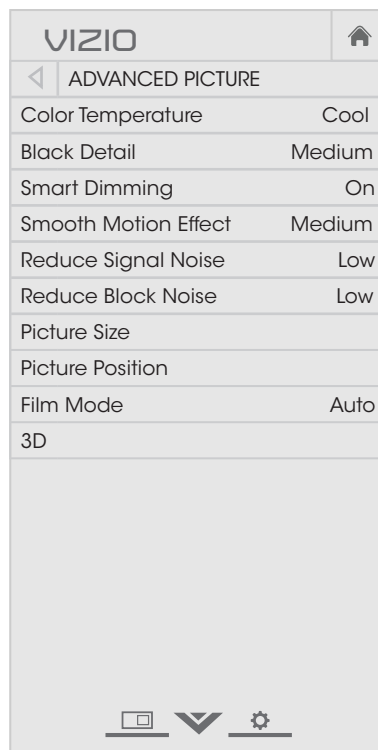 VIZIO
ADVANCED PICTURE
Color Temperature Cool
Black Detail Medium
Smart Dimming On
Smooth Motion Effect Medium
Reduce Signal Noise Low
Reduce Block Noise Low
Picture Size
Picture Position
Film Mode Auto
3D